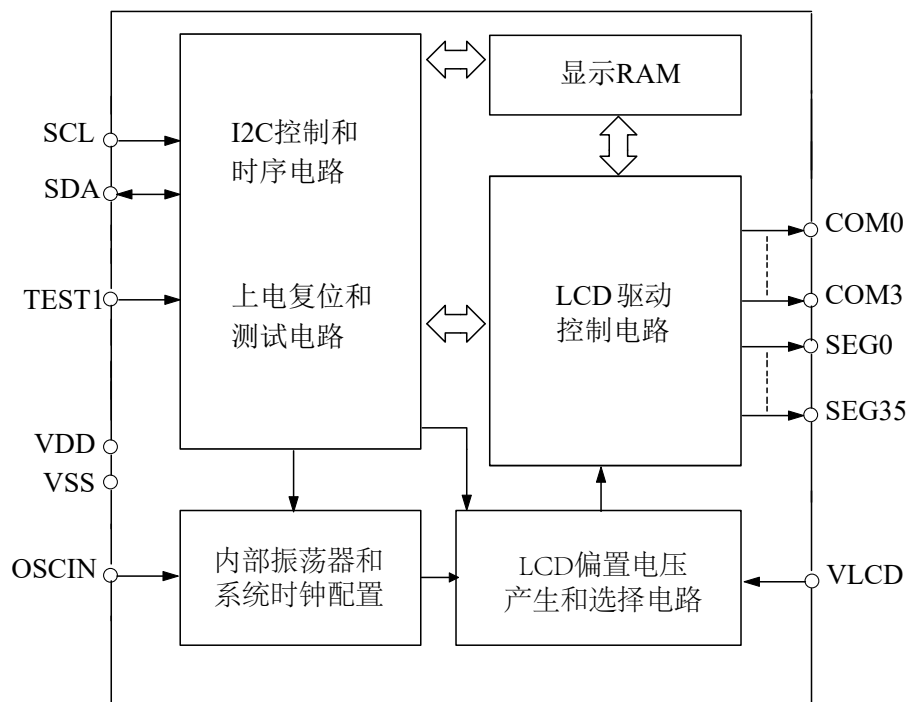 显示RAM
I2C控制和
时序电路
上电复位和
测试电路
LCD 驱动
控制电路
内部振荡器和
系统时钟配置
LCD偏置电压
产生和选择电路
SCL
SDA
TEST1
VDD
VSS
OSCIN
COM0
COM3
SEG0
SEG35
VLCD